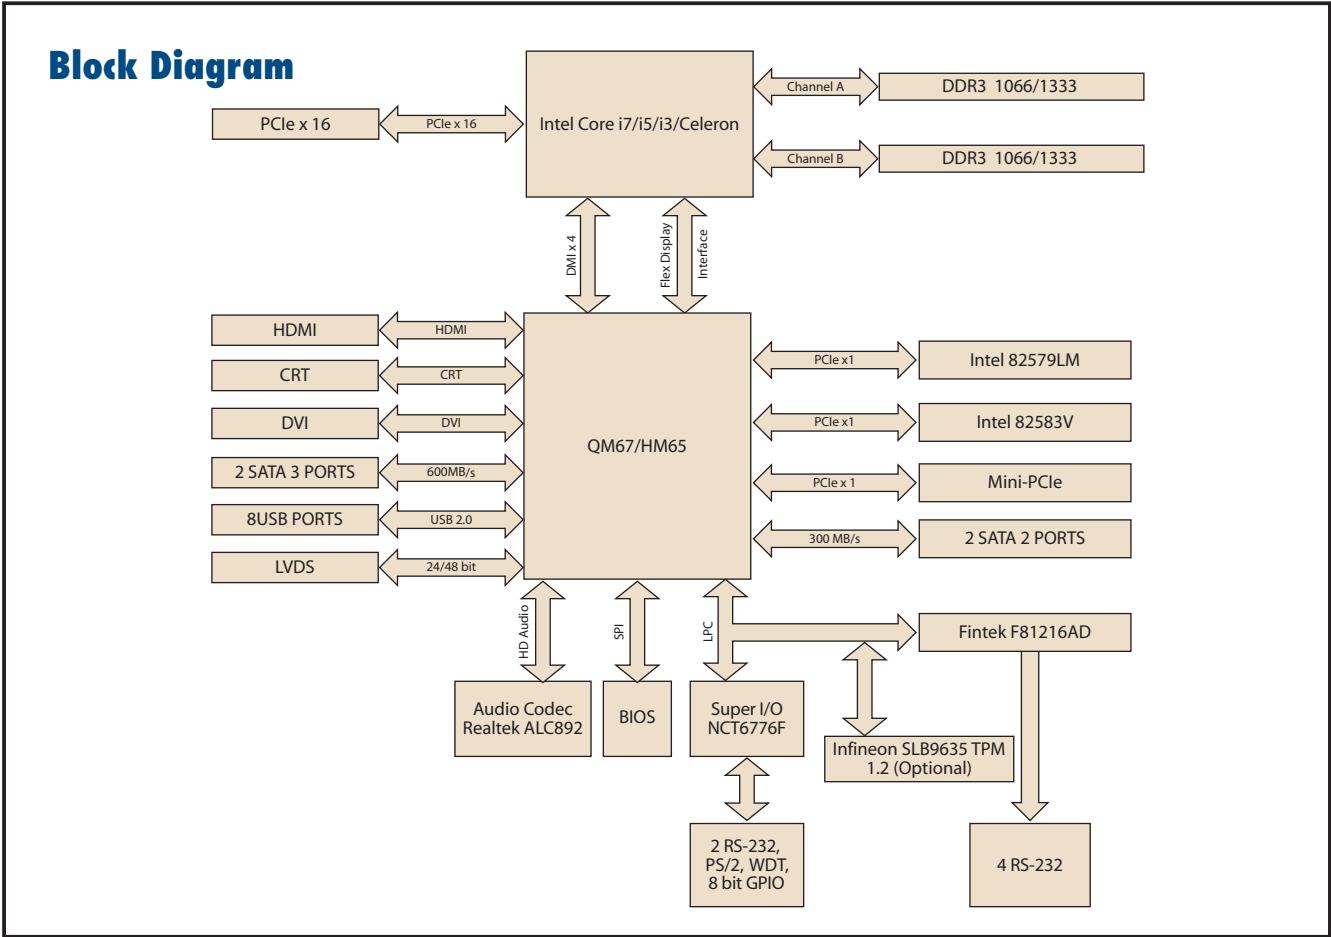 Block Diagram
PCIe x 16
PCIe x 16
Intel Core i7/i5/i3/Celeron
Channel A
DDR3 1066/1333
Channel B
DDR3 1066/1333
DMI x 4
Flex Display
Interface
HDMI
HDMI
CRT
CRT
DVI
DVI
2 SATA 3 PORTS
600MB/s
8USB PORTS
USB 2.0
LVDS
24/48 bit
QM67/HM65
PCIe x1
Intel 82579LM
PCIe x1
Intel 82583V
PCIe x 1
Mini-PCIe
300 MB/s
2 SATA 2 PORTS
HD Audio
SPI
LPC
Fintek F81216AD
Audio Codec
Realtek ALC892
BIOS
Super I/O
NCT6776F
Infineon SLB9635 TPM
1.2 (Optional)
2 RS-232,
PS/2, WDT,
8 bit GPIO
4 RS-232